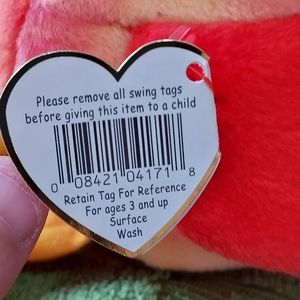 Please remove all swing tags
before giving this item to a child
0 08421 04171 8
Retain Tag For Reference
For ages 3 and up
Surface
Wash